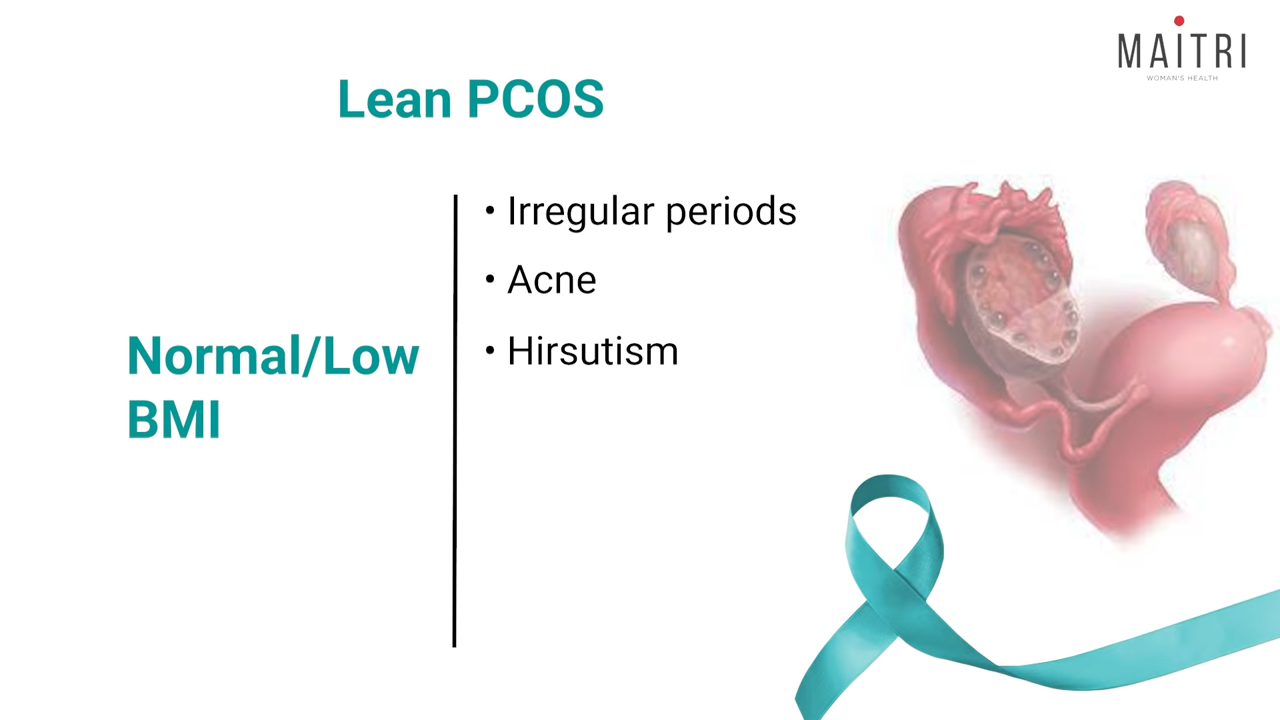 MAITRI
WOMAN'S HEALTH
Lean PCOS
Normal/Low
BMI
• Irregular periods
• Acne
• Hirsutism